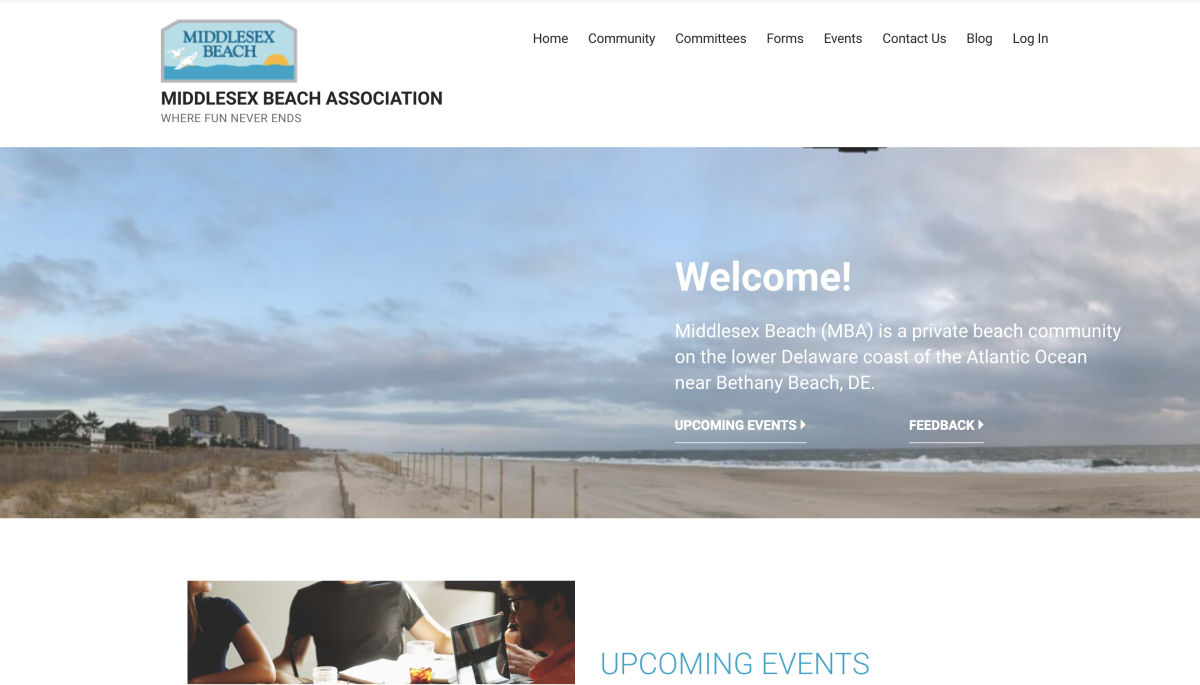 MIDDLESEX
BEACH
MIDDLESEX BEACH ASSOCIATION
WHERE FUN NEVER ENDS
Home Community Committees Forms Events Contact Us Blog Log In
Welcome!
Middlesex Beach (MBA) is a private beach community
on the lower Delaware coast of the Atlantic Ocean
near Bethany Beach, DE.
UPCOMING EVENTS FEEDBACK
UPCOMING EVENTS